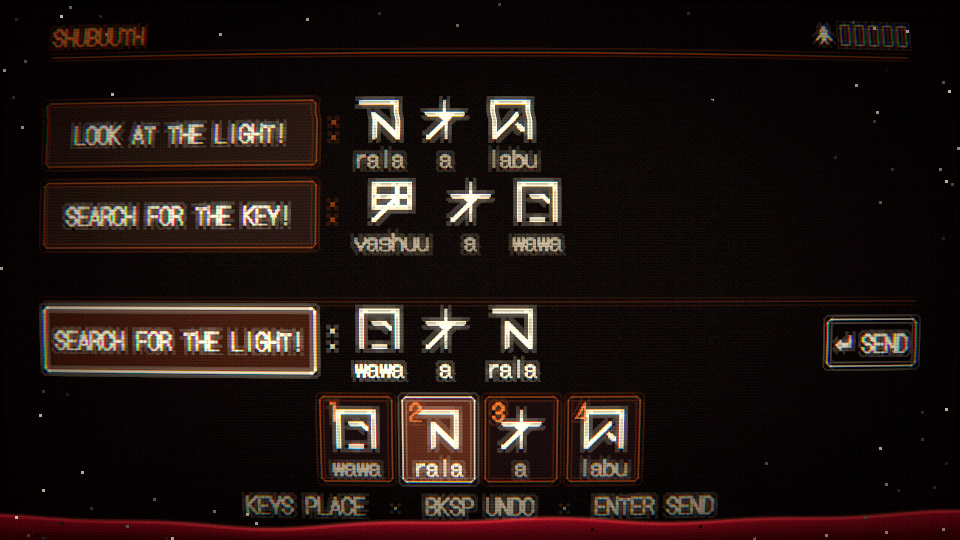 SHUBUUTH
LOOK AT THE LIGHT! :
rala a labu
SEARCH FOR THE KEY! :
vashuu a wawa
SEARCH FOR THE LIGHT! :
wawa a rala
↵ SEND
1 2 3 4
wawa rala a labu
KEYS PLACE · BKSP UNDO · ENTER SEND